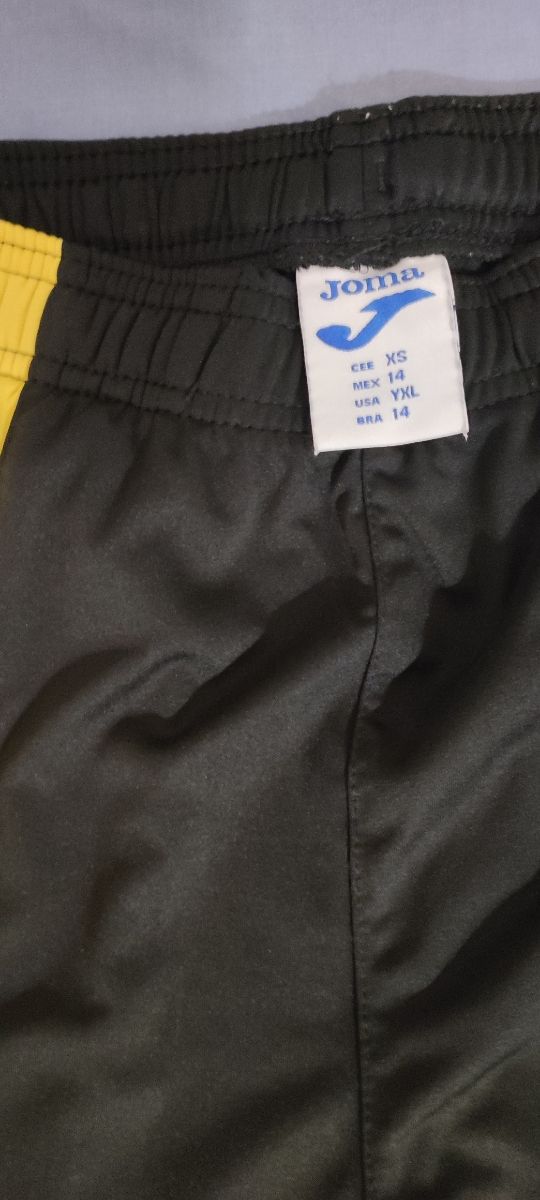 Joma
CEE XS
MEX 14
USA YXL
BRA 14